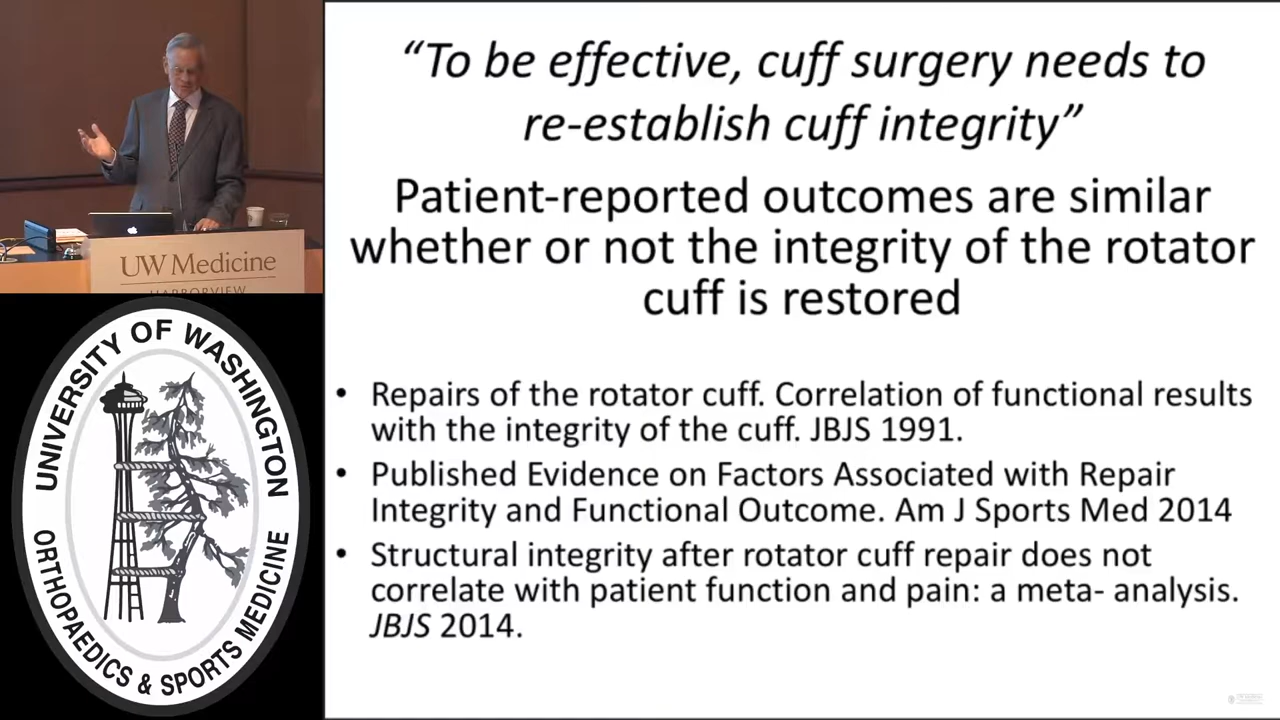 “To be effective, cuff surgery needs to
re-establish cuff integrity”
Patient-reported outcomes are similar
whether or not the integrity of the rotator
cuff is restored
• Repairs of the rotator cuff. Correlation of functional results
with the integrity of the cuff. JBJS 1991.
• Published Evidence on Factors Associated with Repair
Integrity and Functional Outcome. Am J Sports Med 2014
• Structural integrity after rotator cuff repair does not
correlate with patient function and pain: a meta- analysis.
JBJS 2014.
UW Medicine
HARBORVIEW
UNIVERSITY OF WASHINGTON
ORTHOPAEDICS & SPORTS MEDICINE